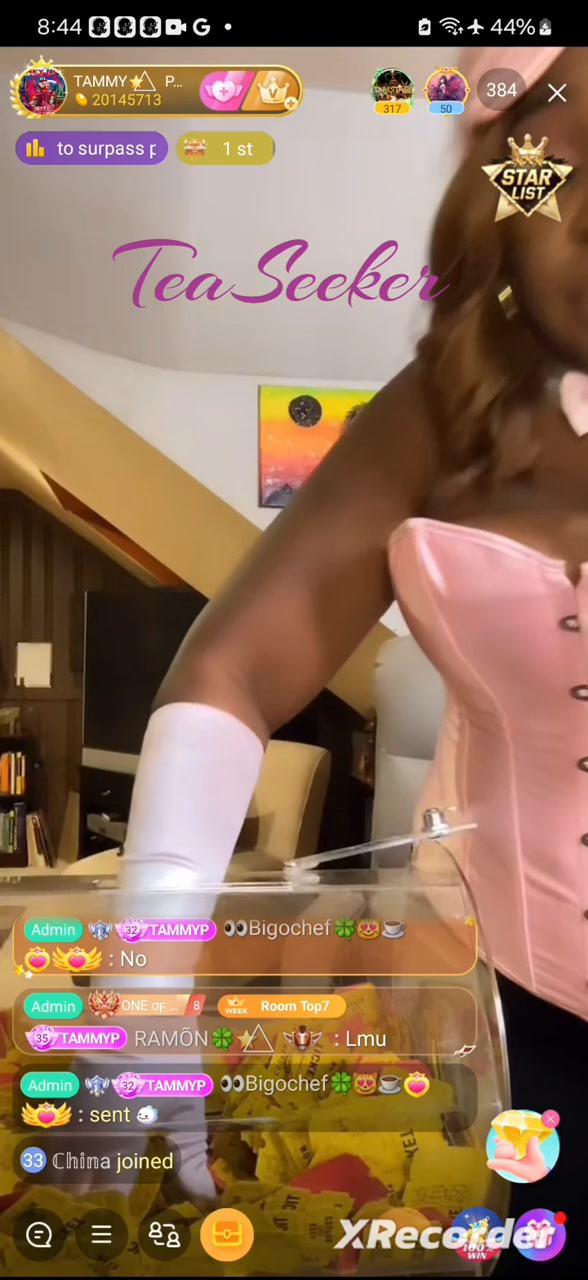 8:44 G 44%
TAMMY P...
20145713
317
50
384
to surpass p
1 st
STAR
LIST
TeaSeeker
Admin 32 TAMMYP 👀Bigochef🍀😻☕
: No
Admin ONE OF ... 8 WEEK Room Top7
35 TAMMYP RAMÕN🍀 : Lmu
Admin 32 TAMMYP 👀Bigochef🍀😻☕
: sent
33 ℂ𝕙𝕚𝕟𝕒 joined
XRecorder
100%
WIN